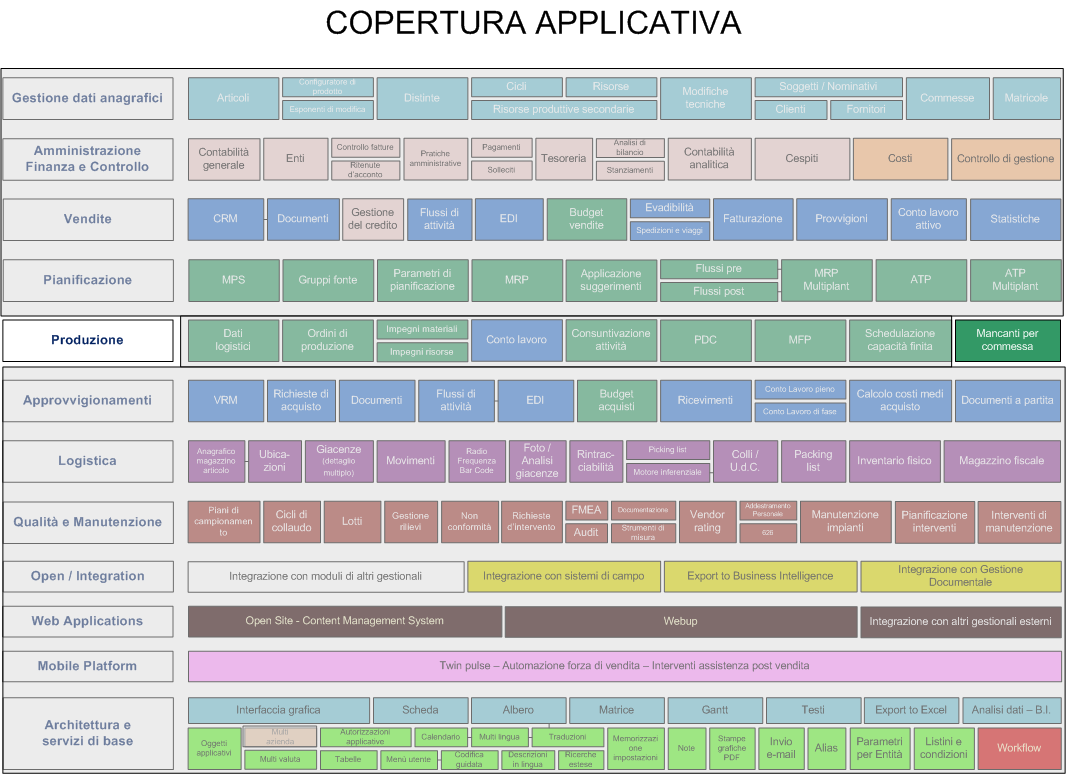 COPERTURA APPLICATIVA
Gestione dati anagrafici
Articoli
Configuratore di
prodotto
Esponenti di modifica
Distinte
Cicli
Risorse
Risorse produttive secondarie
Modifiche
tecniche
Soggetti / Nominativi
Clienti
Fornitori
Commesse
Matricole
Amministrazione
Finanza e Controllo
Contabilità
generale
Enti
Controllo fatture
Ritenute
d'acconto
Pratiche
amministrative
Pagamenti
Solleciti
Tesoreria
Analisi di
bilancio
Stanziamenti
Contabilità
analitica
Cespiti
Costi
Controllo di gestione
Vendite
CRM
Documenti
Gestione
del credito
Flussi di
attività
EDI
Budget
vendite
Evadibilità
Spedizioni e viaggi
Fatturazione
Provvigioni
Conto lavoro
attivo
Statistiche
Pianificazione
MPS
Gruppi fonte
Parametri di
pianificazione
MRP
Applicazione
suggerimenti
Flussi pre
Flussi post
MRP
Multiplant
ATP
ATP
Multiplant
Produzione
Dati
logistici
Ordini di
produzione
Impegni materiali
Impegni risorse
Conto lavoro
Consuntivazione
attività
PDC
MFP
Schedulazione
capacità finita
Mancanti per
commessa
Approvvigionamenti
VRM
Richieste di
acquisto
Documenti
Flussi di
attività
EDI
Budget
acquisti
Ricevimenti
Conto Lavoro pieno
Conto Lavoro di fase
Calcolo costi medi
acquisto
Documenti a partita
Logistica
Anagrafico
magazzino
articolo
Ubica-
zioni
Giacenze
(dettaglio
multiplo)
Movimenti
Radio
Frequenza
Bar Code
Foto /
Analisi
giacenze
Rintrac-
ciabilità
Picking list
Motore inferenziale
Colli /
U.d.C.
Packing
list
Inventario fisico
Magazzino fiscale
Qualità e Manutenzione
Piani di
campionamen
to
Cicli di
collaudo
Lotti
Gestione
rilievi
Non
conformità
Richieste
d'intervento
FMEA
Audit
Documentazione
Strumenti di
misura
Vendor
rating
Addestramento
Personale
626
Manutenzione
impianti
Pianificazione
interventi
Interventi di
manutenzione
Open / Integration
Integrazione con moduli di altri gestionali
Integrazione con sistemi di campo
Export to Business Intelligence
Integrazione con Gestione
Documentale
Web Applications
Open Site - Content Management System
Webup
Integrazione con altri gestionali esterni
Mobile Platform
Twin pulse – Automazione forza di vendita – Interventi assistenza post vendita
Architettura e
servizi di base
Interfaccia grafica
Scheda
Albero
Matrice
Gantt
Testi
Export to Excel
Analisi dati – B.I.
Oggetti
applicativi
Multi
azienda
Multi valuta
Autorizzazioni
applicative
Tabelle
Calendario
Menù utente
Multi lingua
Codifica
guidata
Traduzioni
Descrizioni
in lingua
Ricerche
estese
Memorizzazi
one
impostazioni
Note
Stampe
grafiche
PDF
Invio
e-mail
Alias
Parametri
per Entità
Listini e
condizioni
Workflow